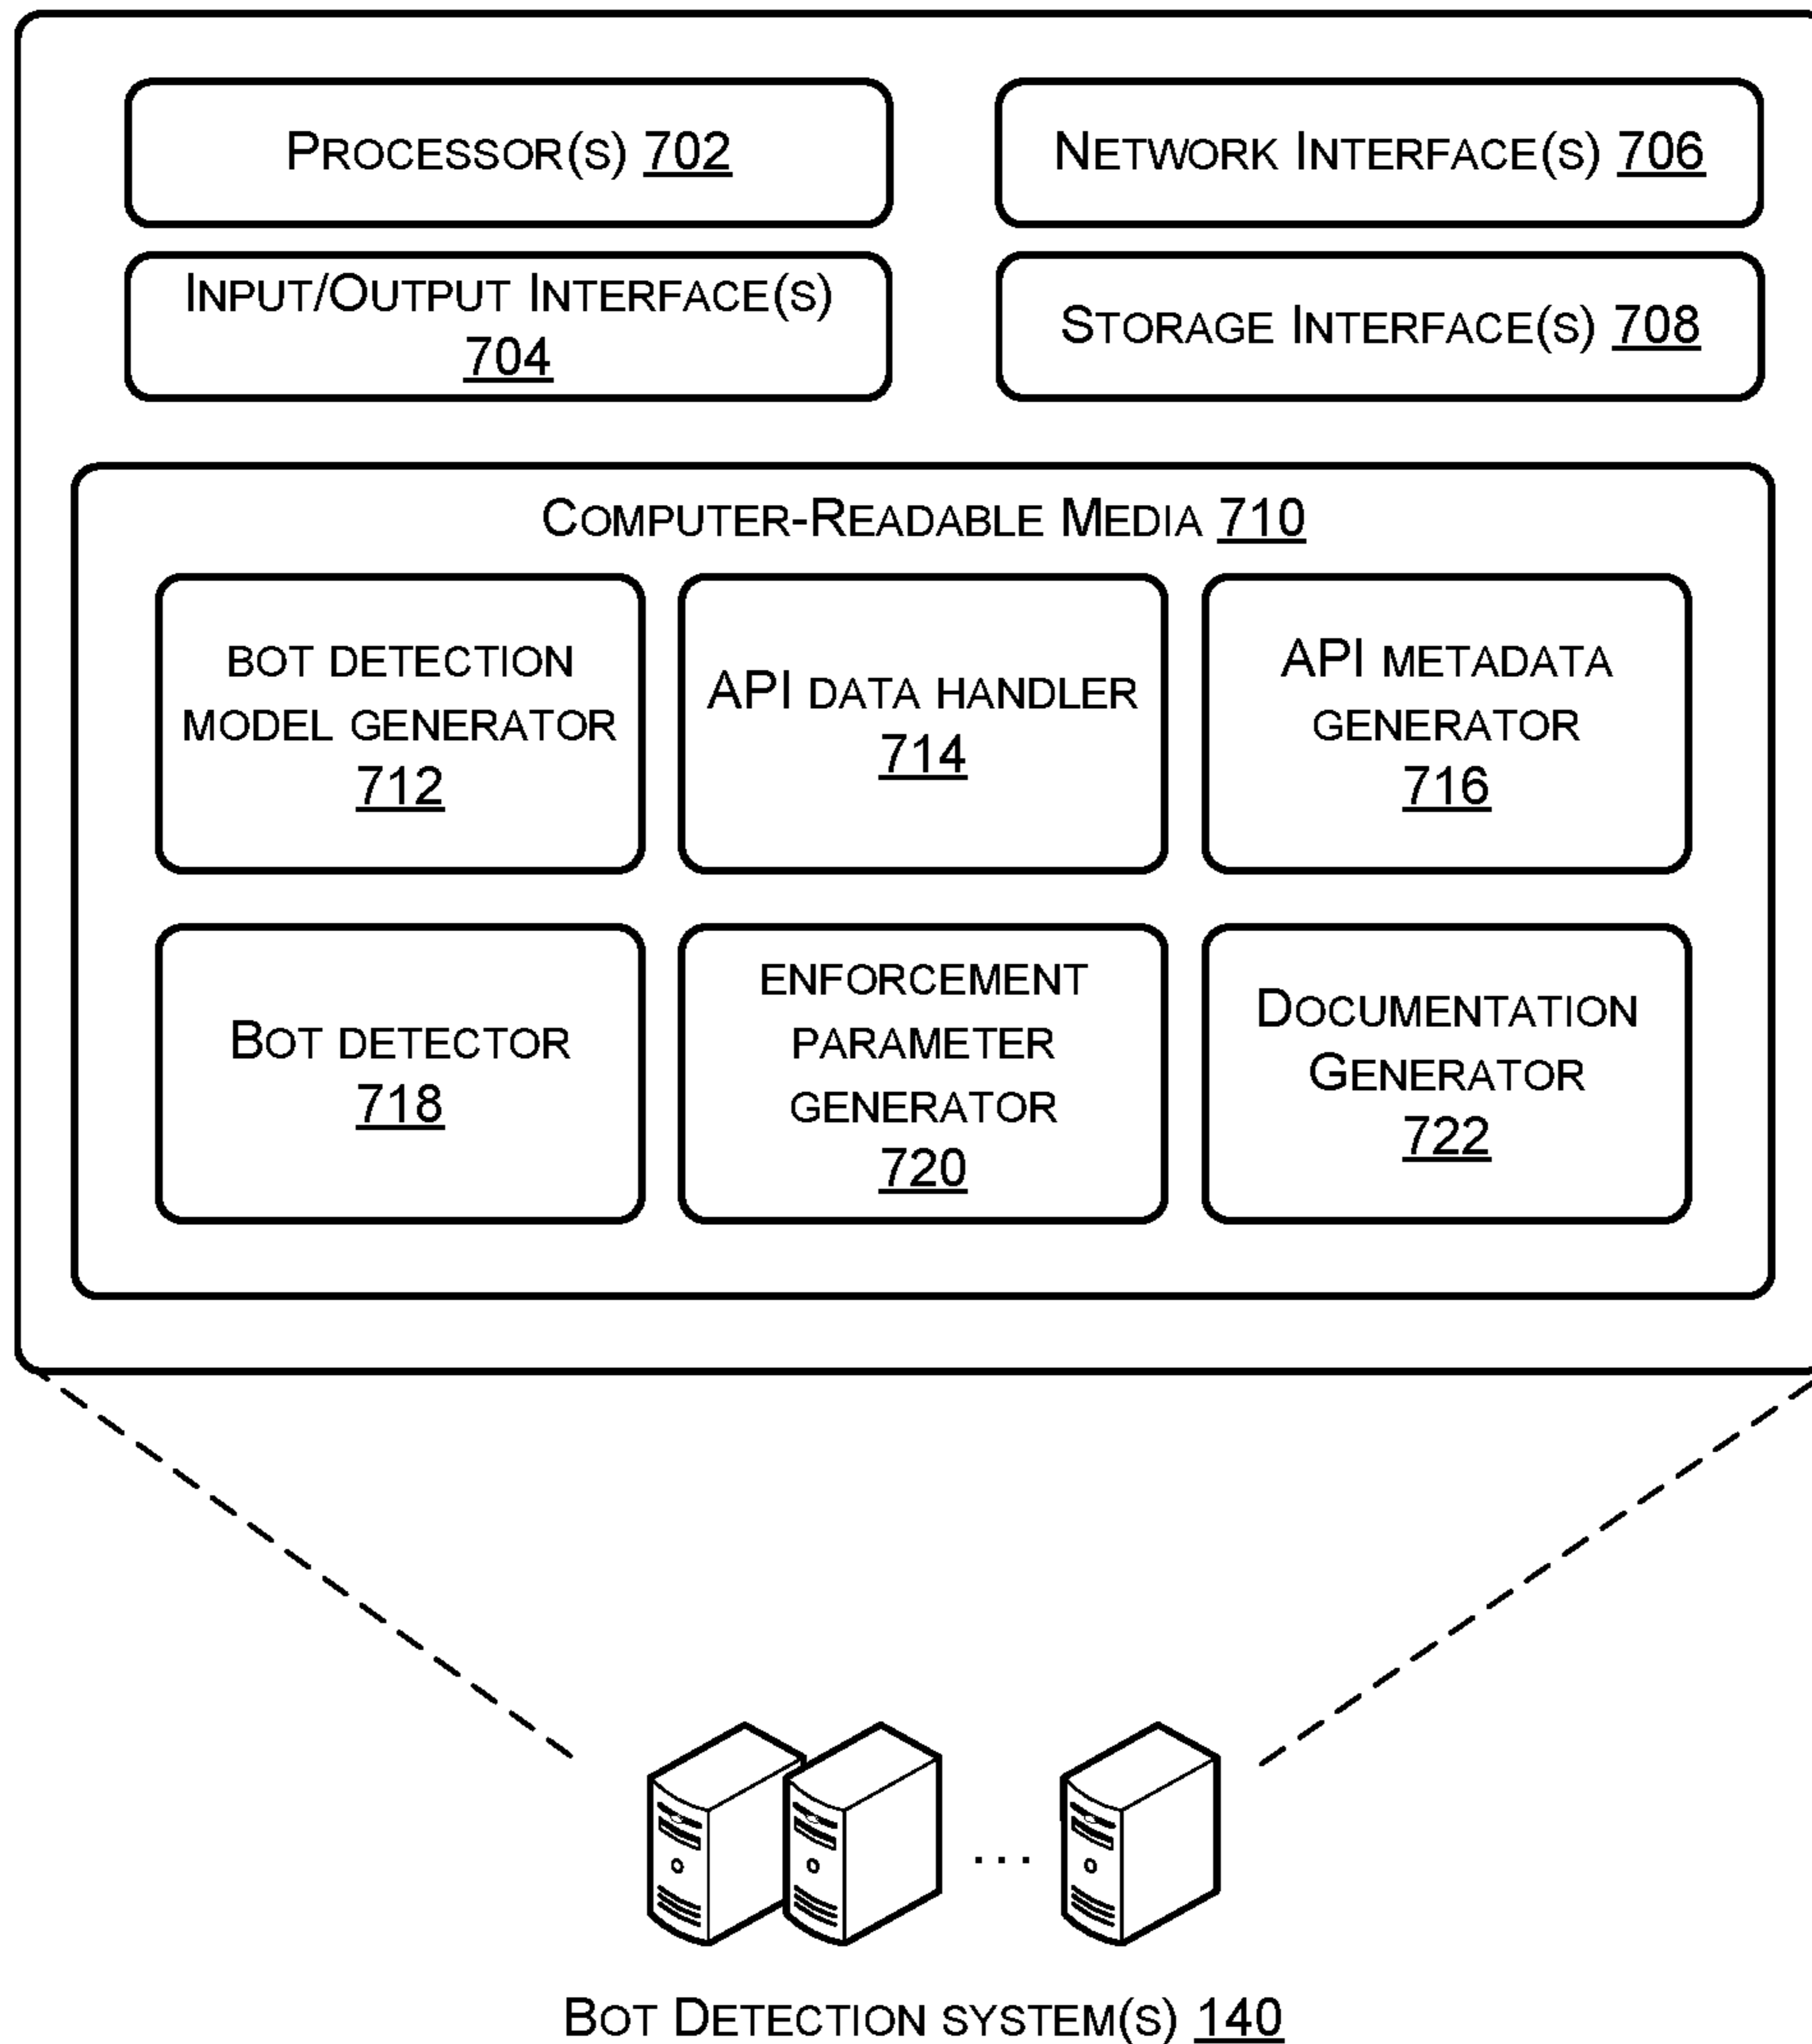 PROCESSOR(S) 702
NETWORK INTERFACE(S) 706
INPUT/OUTPUT INTERFACE(S)
704
STORAGE INTERFACE(S) 708
COMPUTER-READABLE MEDIA 710
BOT DETECTION
MODEL GENERATOR
712
API DATA HANDLER
714
API METADATA
GENERATOR
716
BOT DETECTOR
718
ENFORCEMENT
PARAMETER
GENERATOR
720
DOCUMENTATION
GENERATOR
722
...
BOT DETECTION SYSTEM(S) 140